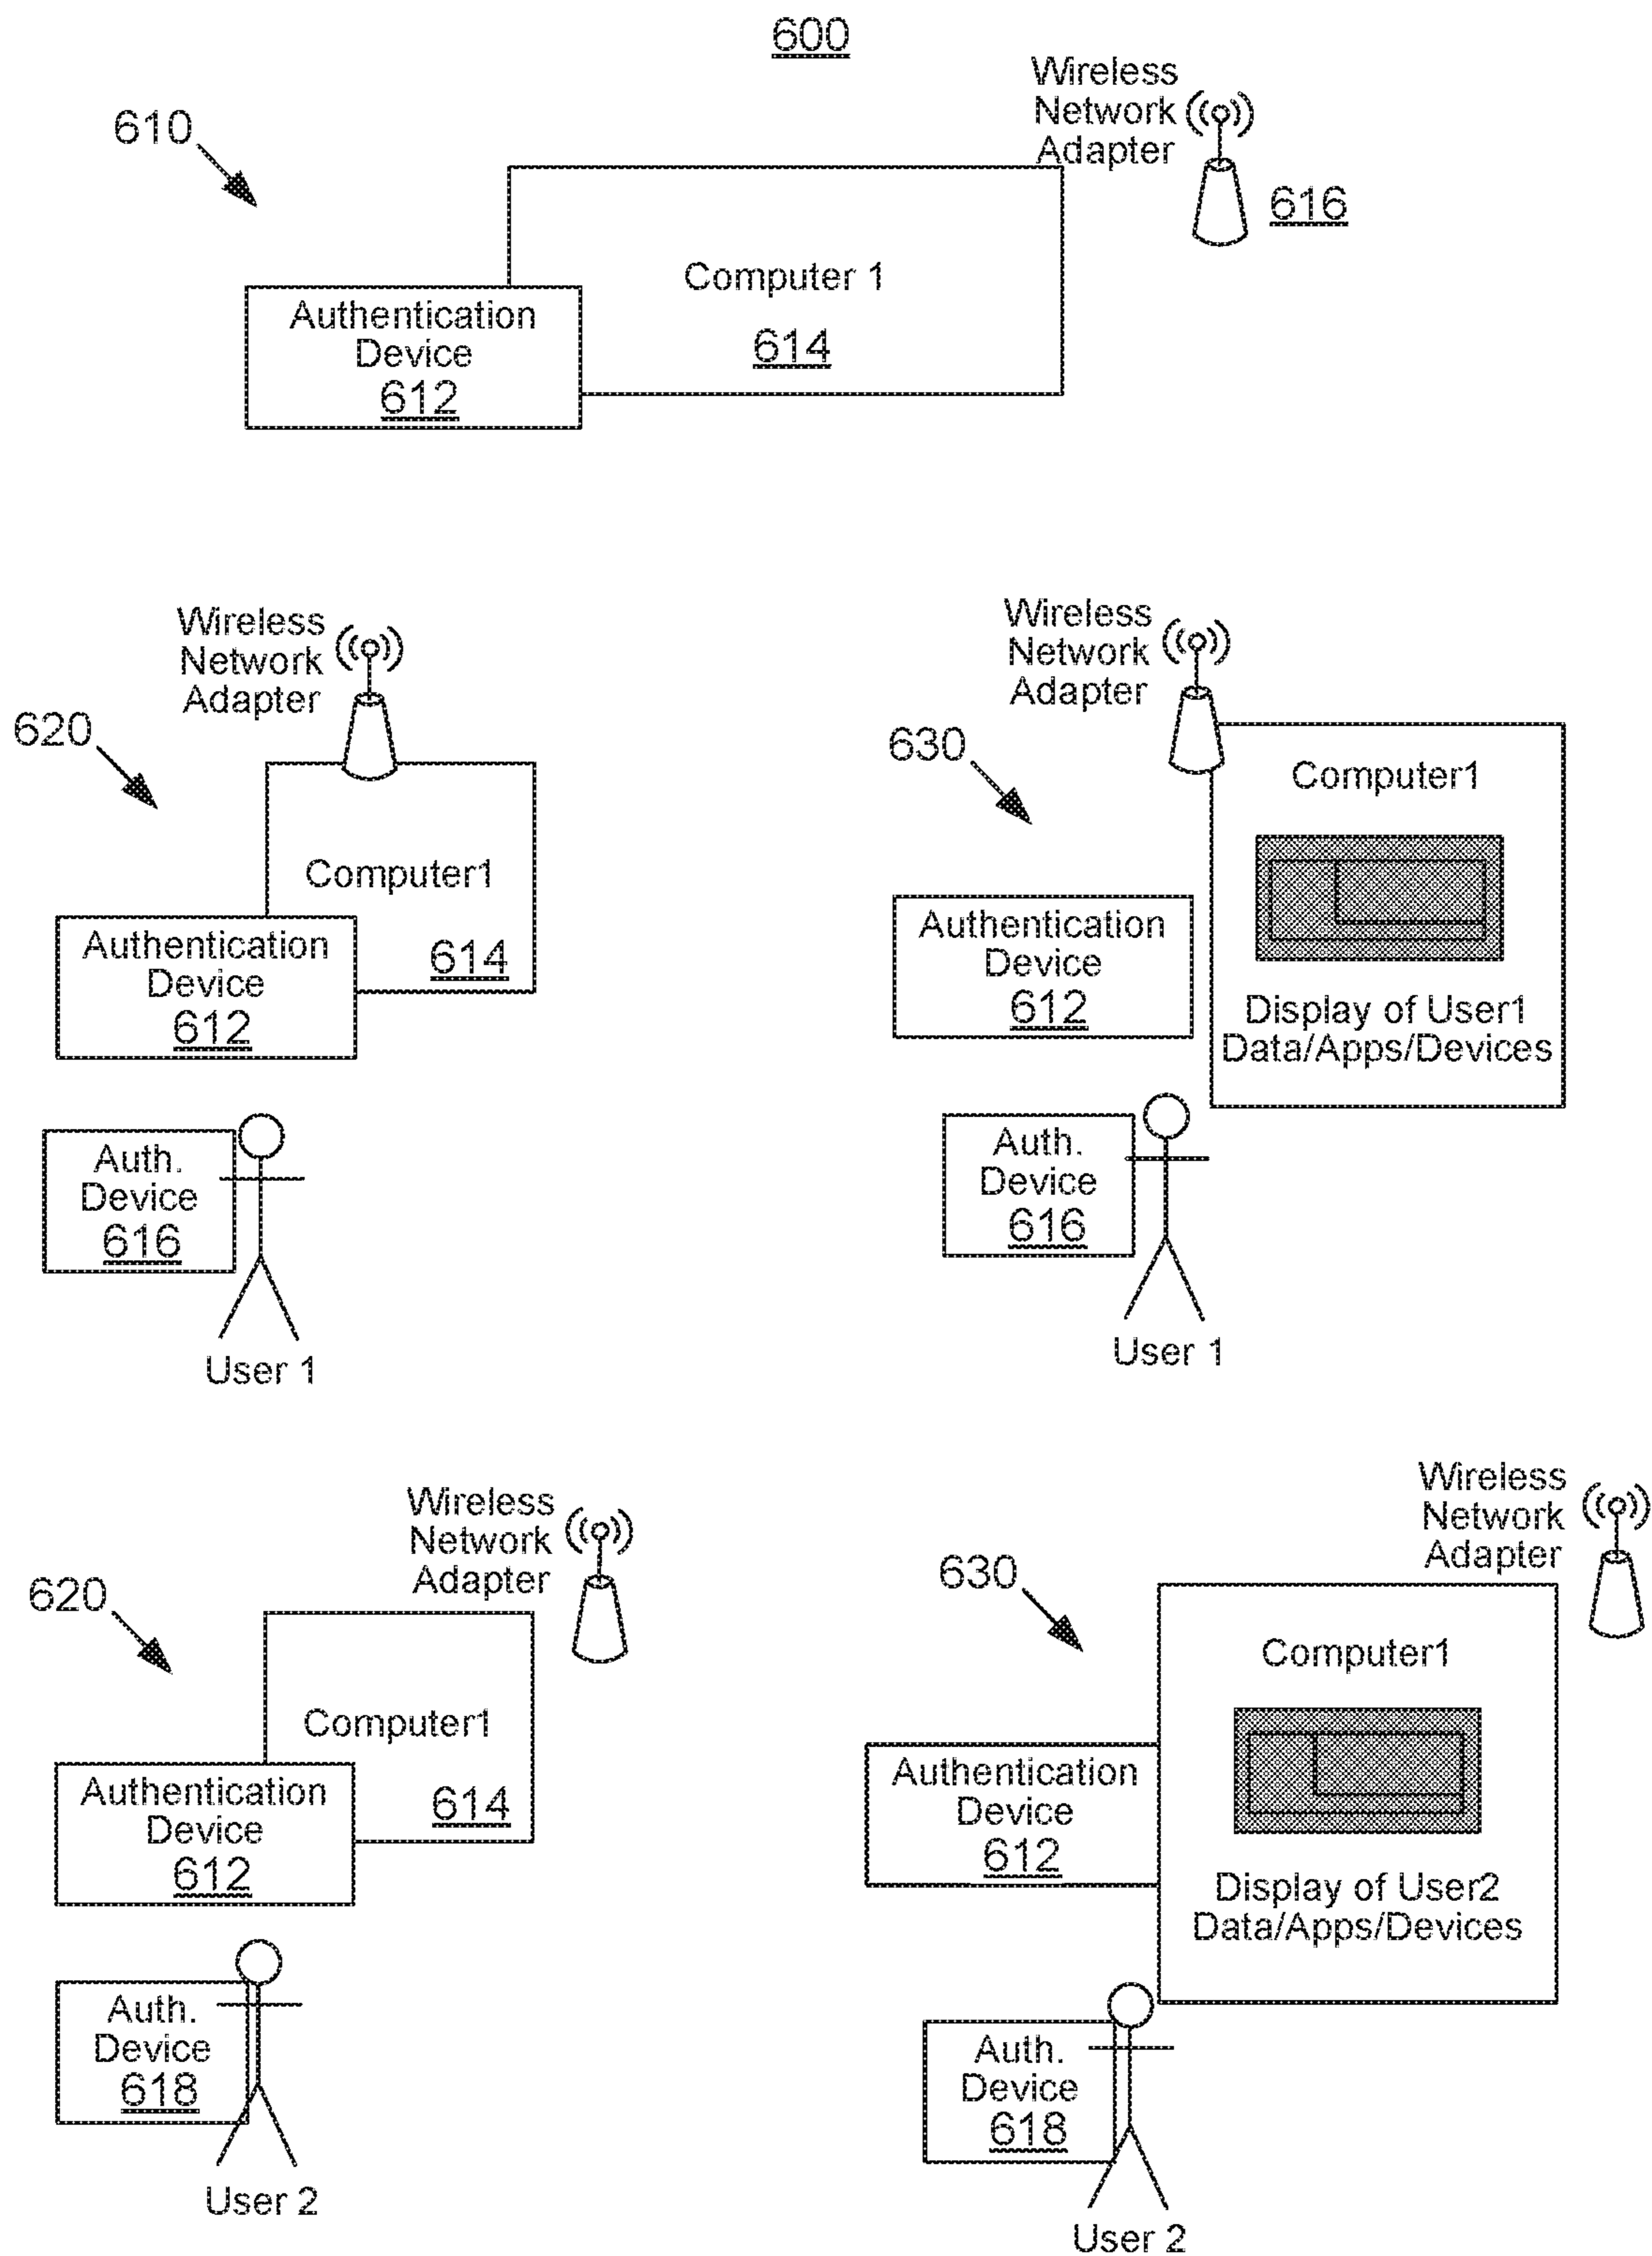 600
Wireless
Network
Adapter
610
616
Computer 1
614
Authentication
Device
612
Wireless
Network
Adapter
620
Computer1
614
Authentication
Device
612
Auth.
Device
616
User 1
Wireless
Network
Adapter
630
Computer1
Authentication
Device
612
Display of User1
Data/Apps/Devices
Auth.
Device
616
User 1
Wireless
Network
Adapter
620
Computer1
614
Authentication
Device
612
Auth.
Device
618
User 2
Wireless
Network
Adapter
630
Computer1
Authentication
Device
612
Display of User2
Data/Apps/Devices
Auth.
Device
618
User 2